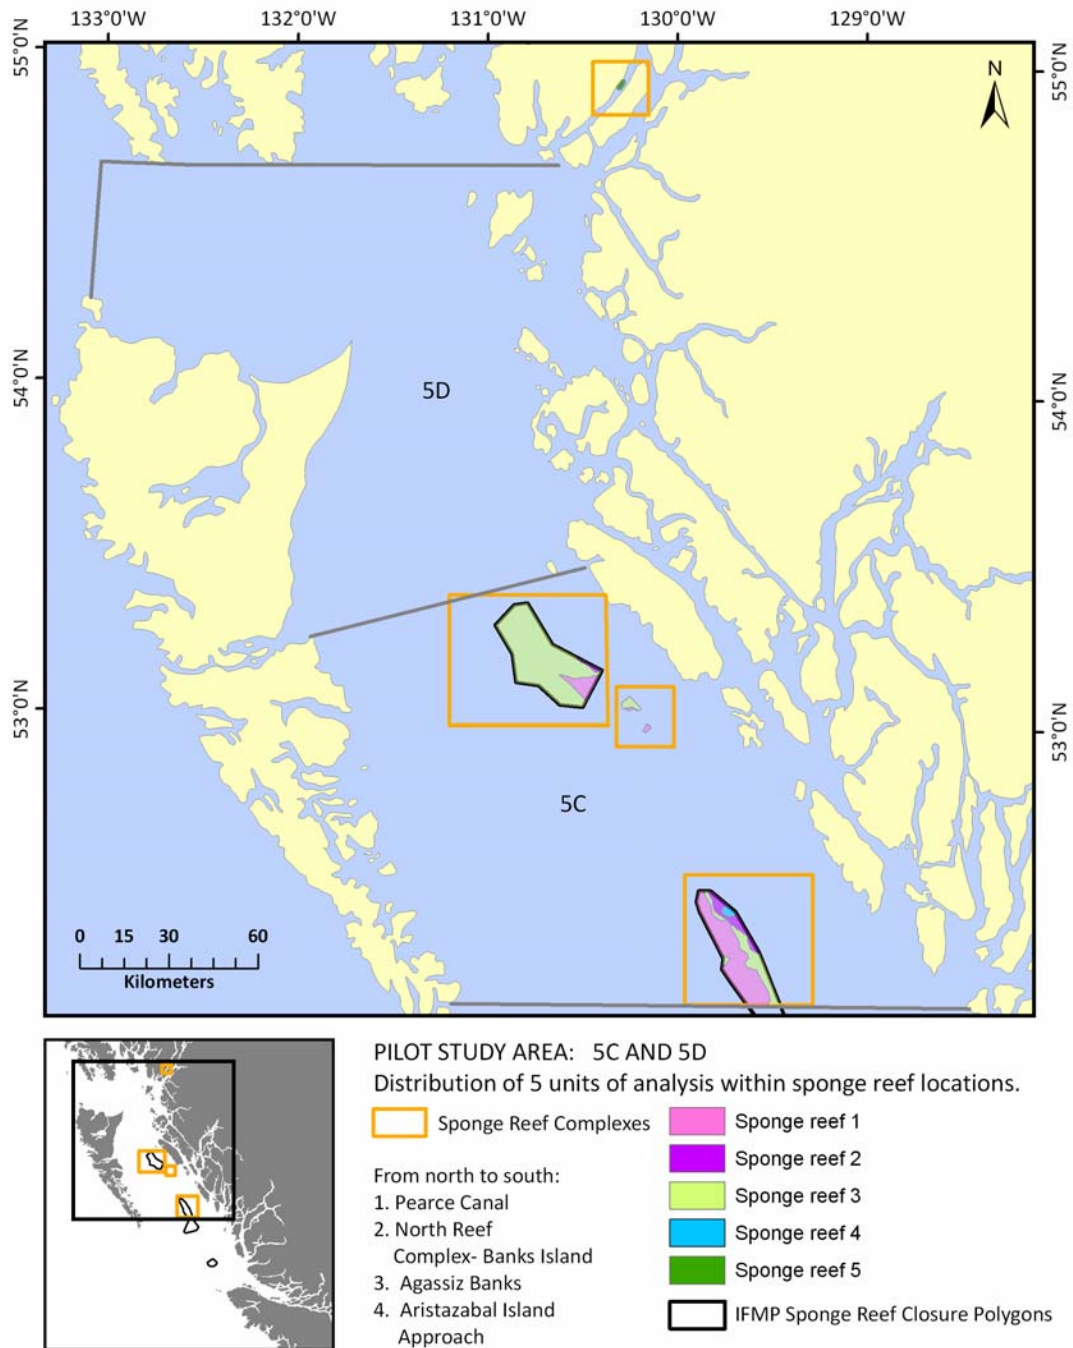 133°0'W 132°0'W 131°0'W 130°0'W 129°0'W
55°0'N
55°0'N
N
54°0'N
54°0'N
5D
53°0'N
53°0'N
5C
0 15 30 60
Kilometers
PILOT STUDY AREA: 5C AND 5D
Distribution of 5 units of analysis within sponge reef locations.
Sponge Reef Complexes
From north to south:
1. Pearce Canal
2. North Reef
Complex- Banks Island
3. Agassiz Banks
4. Aristazabal Island
Approach
Sponge reef 1
Sponge reef 2
Sponge reef 3
Sponge reef 4
Sponge reef 5
IFMP Sponge Reef Closure Polygons